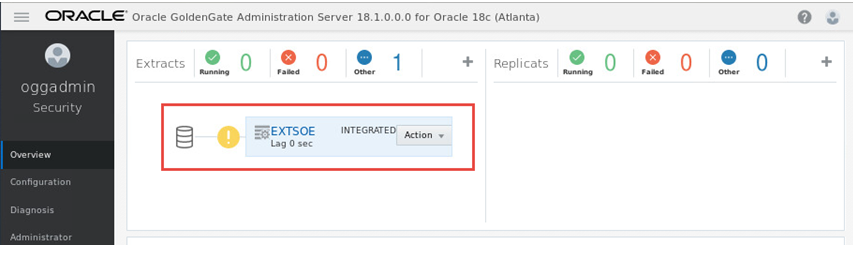 ORACLE Oracle GoldenGate Administration Server 18.1.0.0.0 for Oracle 18c (Atlanta) ?
oggadmin
Security
Overview
Configuration
Diagnosis
Administrator
Extracts Running 0 Failed 0 Other 1 +
Replicats Running 0 Failed 0 Other 0 +
! EXTSOE INTEGRATED Action
Lag 0 sec